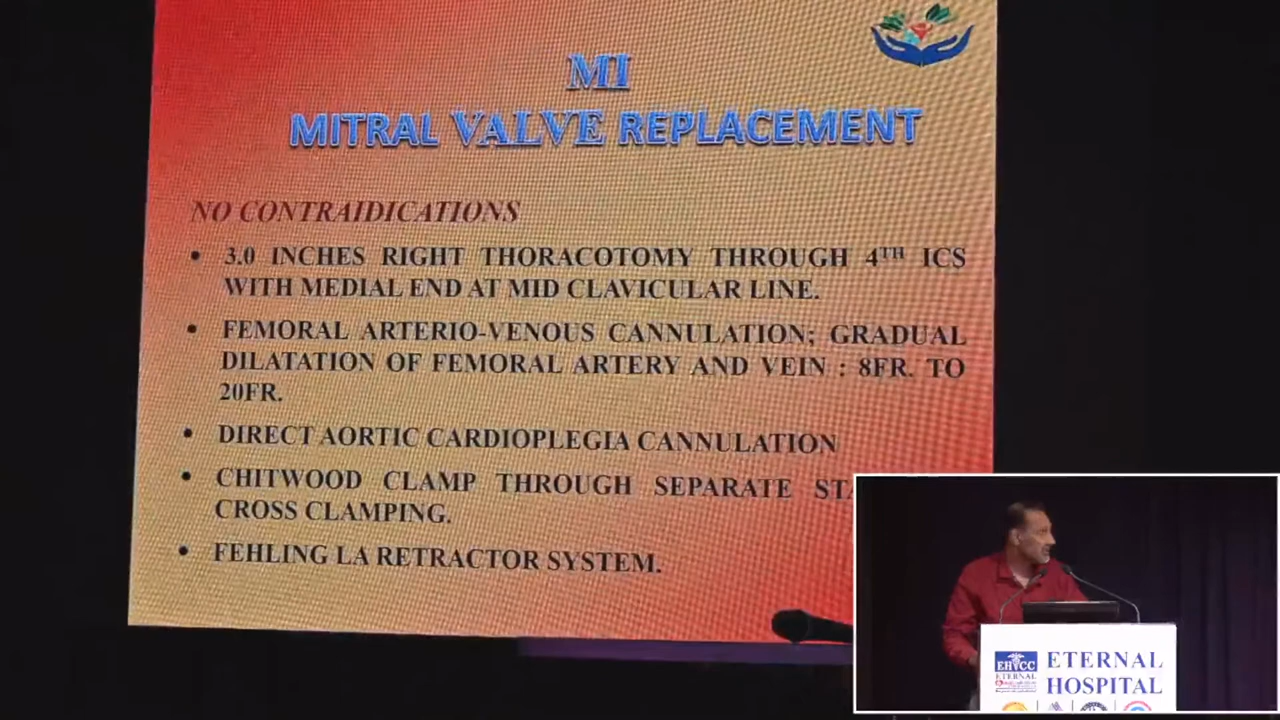 MI
MITRAL VALVE REPLACEMENT
NO CONTRAIDICATIONS
• 3.0 INCHES RIGHT THORACOTOMY THROUGH 4TH ICS
WITH MEDIAL END AT MID CLAVICULAR LINE.
• FEMORAL ARTERIO-VENOUS CANNULATION; GRADUAL
DILATATION OF FEMORAL ARTERY AND VEIN : 8FR. TO
20FR.
• DIRECT AORTIC CARDIOPLEGIA CANNULATION
• CHITWOOD CLAMP THROUGH SEPARATE
CROSS CLAMPING.
• FEHLING LA RETRACTOR SYSTEM.
EHCC
ETERNAL
ETERNAL
HOSPITAL